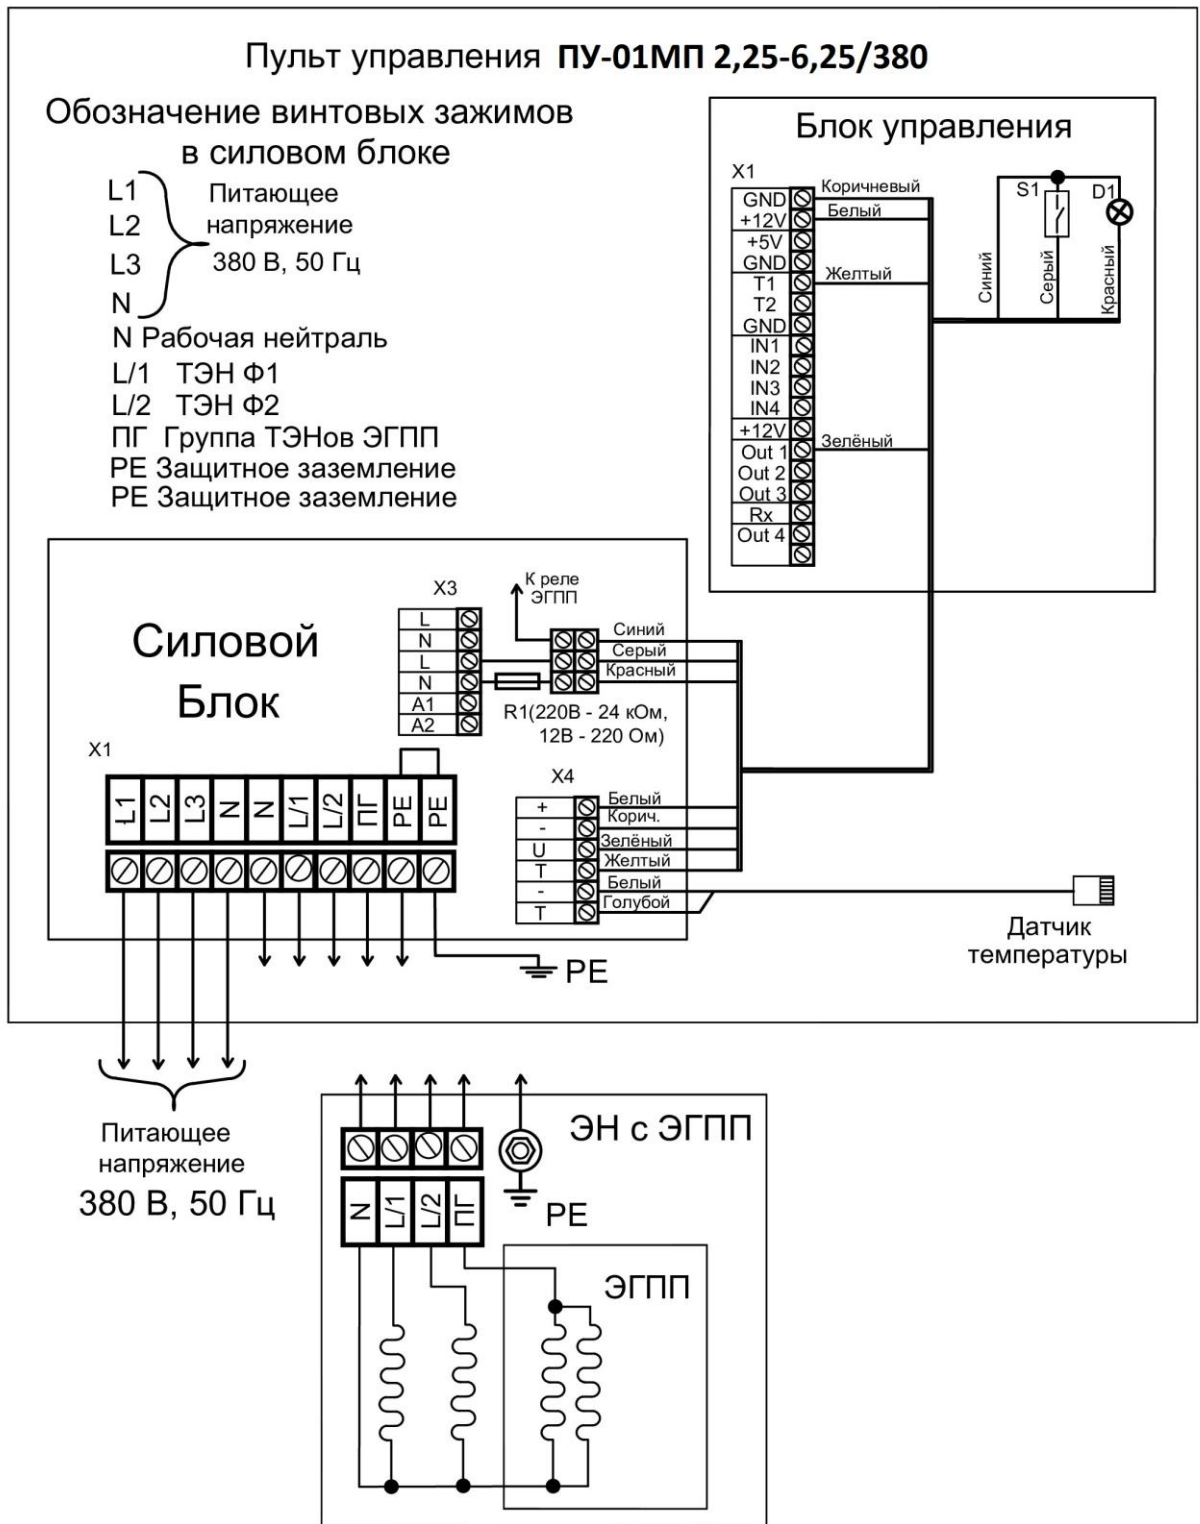 Пульт управления ПУ-01МП 2,25-6,25/380
Обозначение винтовых зажимов
в силовом блоке
L1
L2
L3
N
Питающее
напряжение
380 В, 50 Гц
N Рабочая нейтраль
L/1 ТЭН Ф1
L/2 ТЭН Ф2
ПГ Группа ТЭНов ЭГПП
РЕ Защитное заземление
РЕ Защитное заземление
Блок управления
X1
GND
+12V
+5V
GND
T1
T2
GND
IN1
IN2
IN3
IN4
+12V
Out 1
Out 2
Out 3
Rx
Out 4
Коричневый
Белый
Желтый
Зелёный
S1
D1
Синий
Серый
Красный
Силовой
Блок
X3
L
N
L
N
A1
A2
К реле
ЭГПП
Синий
Серый
Красный
R1(220В - 24 кОм,
12В - 220 Ом)
X1
L1
L2
L3
N
N
L/1
L/2
ПГ
РЕ
РЕ
X4
+
-
U
T
-
T
Белый
Корич.
Зелёный
Желтый
Белый
Голубой
Датчик
температуры
РЕ
Питающее
напряжение
380 В, 50 Гц
ЭН с ЭГПП
N
L/1
L/2
ПГ
РЕ
ЭГПП